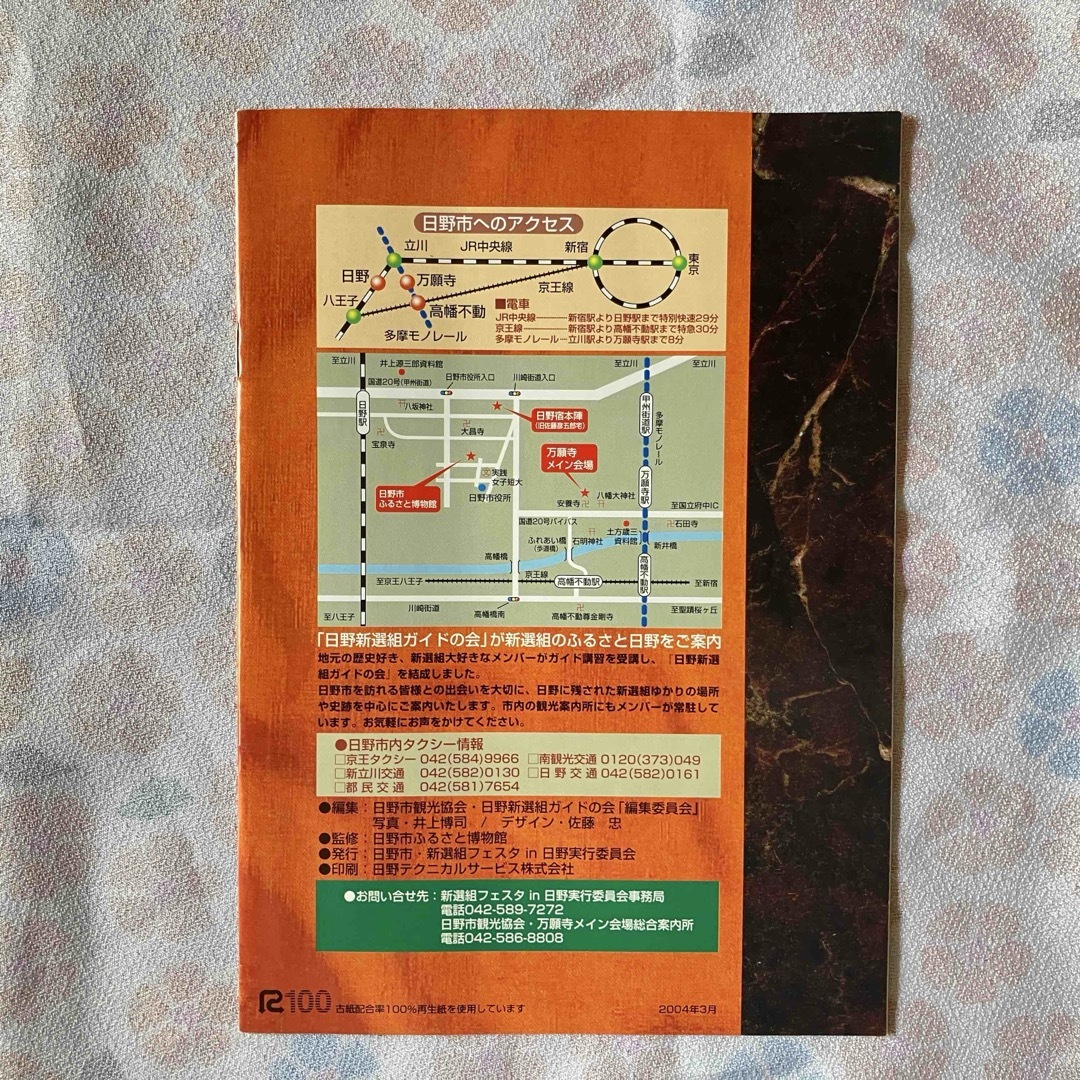 日野市へのアクセス
立川 JR中央線 新宿
東京
日野 万願寺
八王子 京王線
高幡不動
多摩モノレール
■電車
JR中央線――― 新宿駅より日野駅まで特別快速29分
京王線――― 新宿駅より高幡不動駅まで特急30分
多摩モノレール… 立川駅より万願寺駅まで8分
至立川 井上源三郎資料館 至立川 至立川
国道20号(甲州街道) 日野市役所入口 川崎街道入口
日野駅
八坂神社
日野宿本陣
(旧佐藤彦五郎宅)
甲州街道駅
多摩モノレール
宝泉寺
大昌寺
万願寺
メイン会場
実践
女子短大
日野市役所
日野市
ふるさと博物館
万願寺駅
安養寺 八幡大神社
至国立府中IC
国道20号バイパス
石田寺
ふれあい橋
(歩道橋)
石明神社
土方歳三
資料館
新井橋
高幡橋
高幡不動駅
至京王八王子 京王線 高幡不動駅 至新宿
至八王子 川崎街道 高幡橋南 高幡不動尊金剛寺 至聖蹟桜ヶ丘
「日野新選組ガイドの会」が新選組のふるさと日野をご案内
地元の歴史好き、新選組大好きなメンバーがガイド講習を受講し、「日野新選
組ガイドの会」を結成しました。
日野市を訪れる皆様との出会いを大切に、日野に残された新選組ゆかりの場所
や史跡を中心にご案内いたします。市内の観光案内所にもメンバーが常駐して
います。お気軽にお声をかけてください。
●日野市内タクシー情報
□京王タクシー 042(584)9966 □南観光交通 0120(373)049
□新立川交通 042(582)0130 □日野交通 042(582)0161
□都民交通 042(581)7654
●編集：日野市観光協会・日野新選組ガイドの会「編集委員会」
写真・井上博司 / デザイン・佐藤 忠
●監修：日野市ふるさと博物館
●発行：日野市・新選組フェスタ in 日野実行委員会
●印刷：日野テクニカルサービス株式会社
●お問い合せ先：新選組フェスタ in 日野実行委員会事務局
電話042-589-7272
日野市観光協会・万願寺メイン会場総合案内所
電話042-586-8808
R100 古紙配合率100%再生紙を使用しています 2004年3月